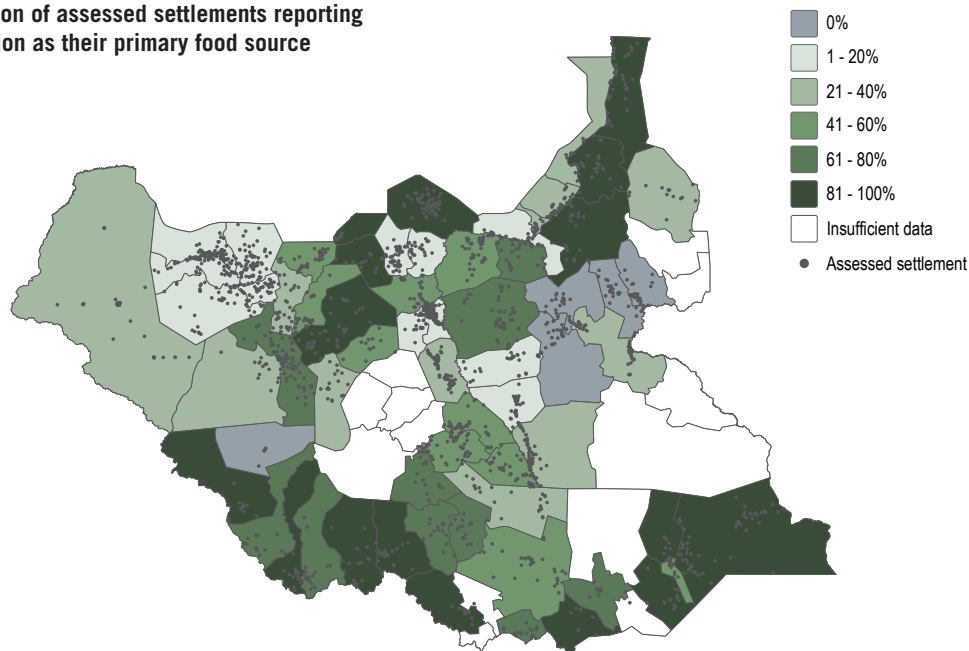 on of assessed settlements reporting
ion as their primary food source
0%
1 - 20%
21 - 40%
41 - 60%
61 - 80%
81 - 100%
Insufficient data
Assessed settlement